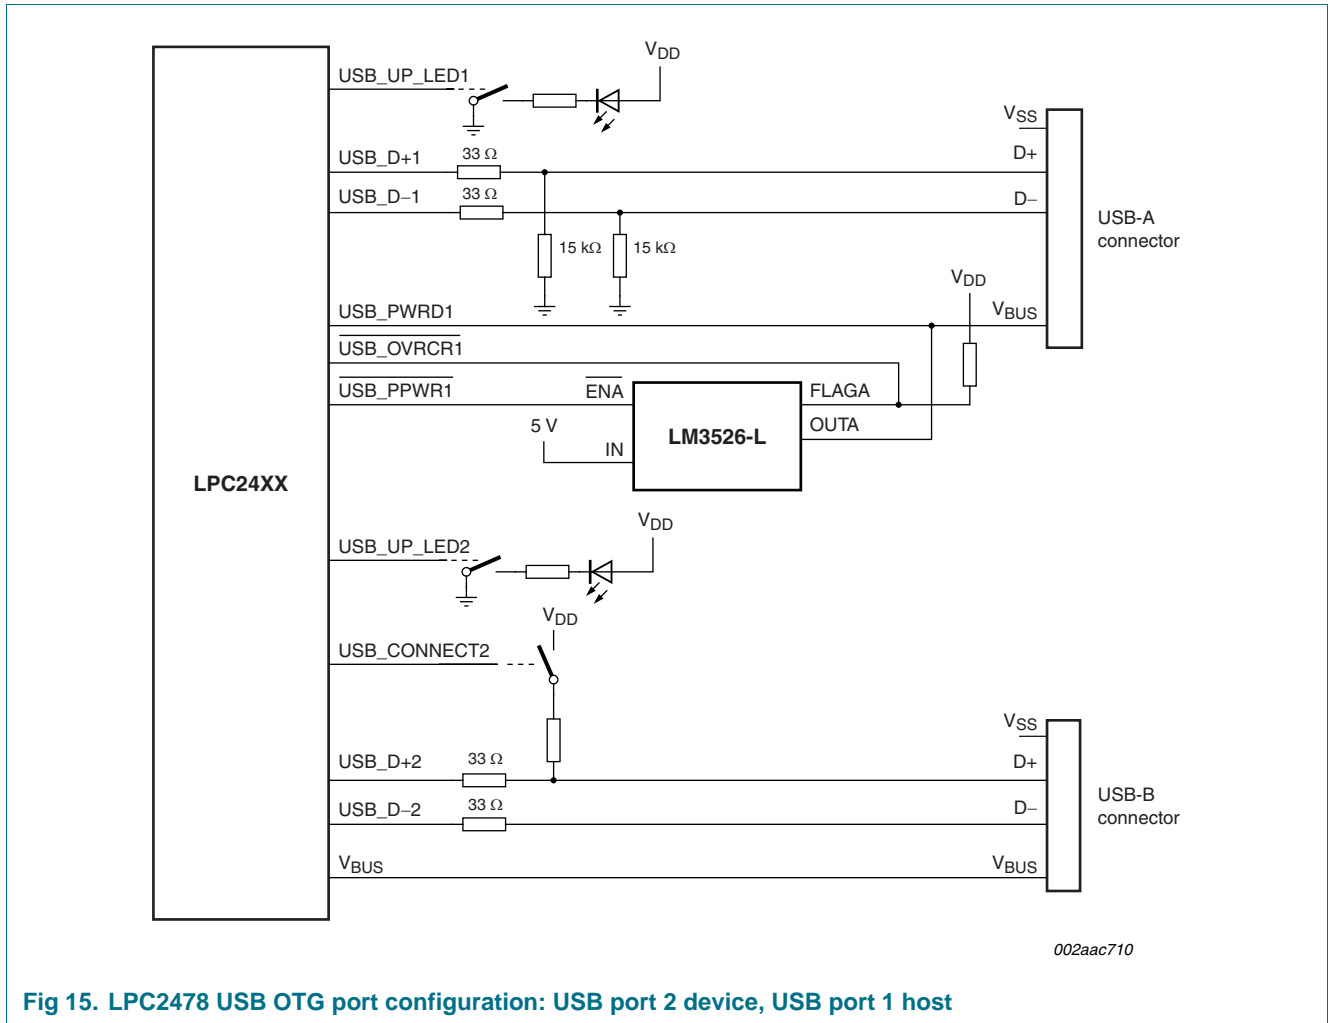 VDD
USB_UP_LED1
VSS
USB_D+1
33 Ω
D+
USB_D−1
33 Ω
D−
USB-A
connector
15 kΩ
15 kΩ
VDD
USB_PWRD1
VBUS
USB_OVRCR1
USB_PPWR1
ENA
FLAGA
5 V
OUTA
LM3526-L
IN
LPC24XX
VDD
USB_UP_LED2
VDD
USB_CONNECT2
VSS
USB_D+2
33 Ω
D+
USB_D−2
33 Ω
D−
USB-B
connector
VBUS
VBUS
002aac710
Fig 15. LPC2478 USB OTG port configuration: USB port 2 device, USB port 1 host